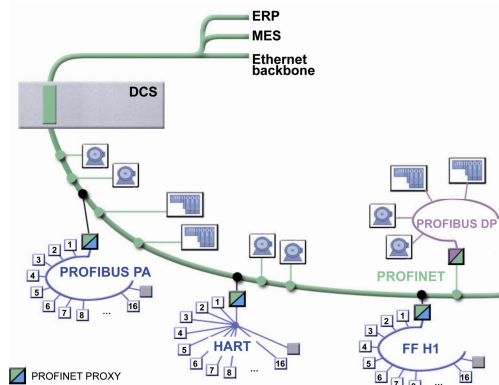 ERP
MES
Ethernet
backbone
DCS
PROFIBUS DP
PROFINET
PROFIBUS PA
1
2
3
4
5
6
7
8
...
16
HART
1
2
3
4
5
6
7
8
...
16
FF H1
1
2
3
4
5
6
7
8
...
16
PROFINET PROXY